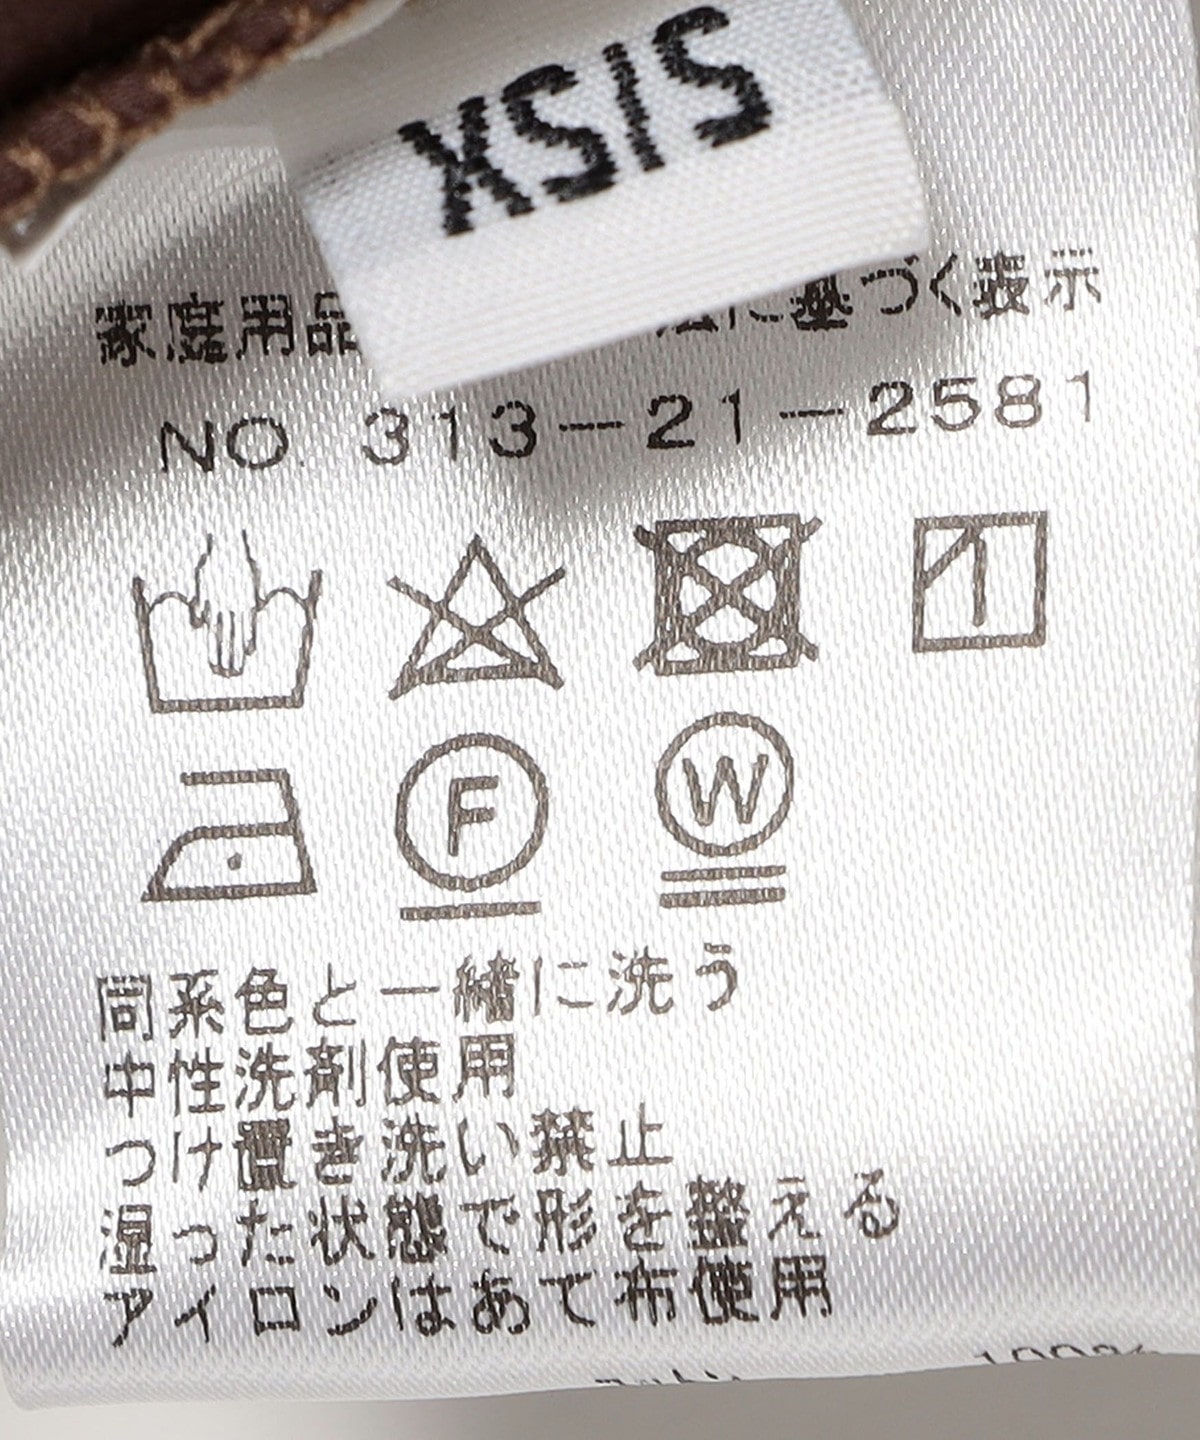 XS/S
家庭用品 法に基づく表示
NO. 313-21-2581
F
W
同系色と一緒に洗う
中性洗剤使用
つけ置き洗い禁止
湿った状態で形を整える
アイロンはあて布使用
100%